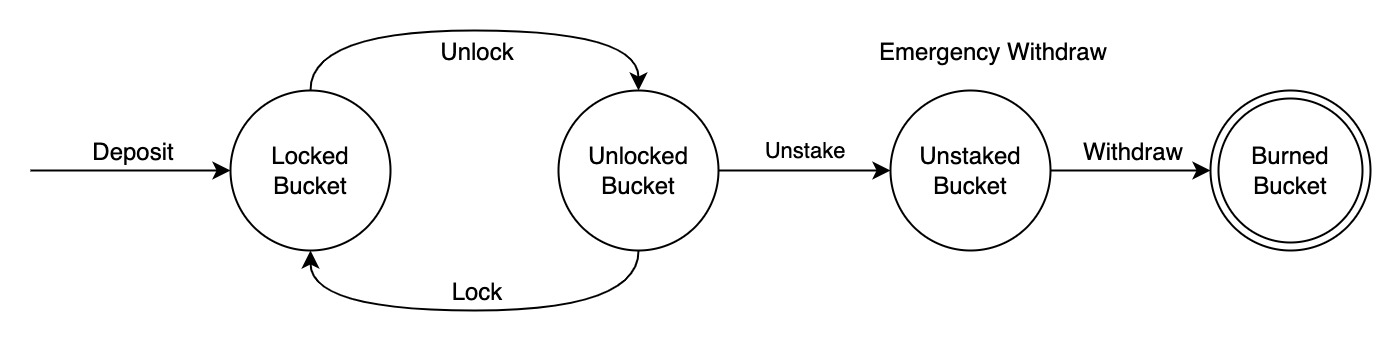 Unlock
Emergency Withdraw
Deposit
Locked
Bucket
Unlocked
Bucket
Unstake
Unstaked
Bucket
Withdraw
Burned
Bucket
Lock